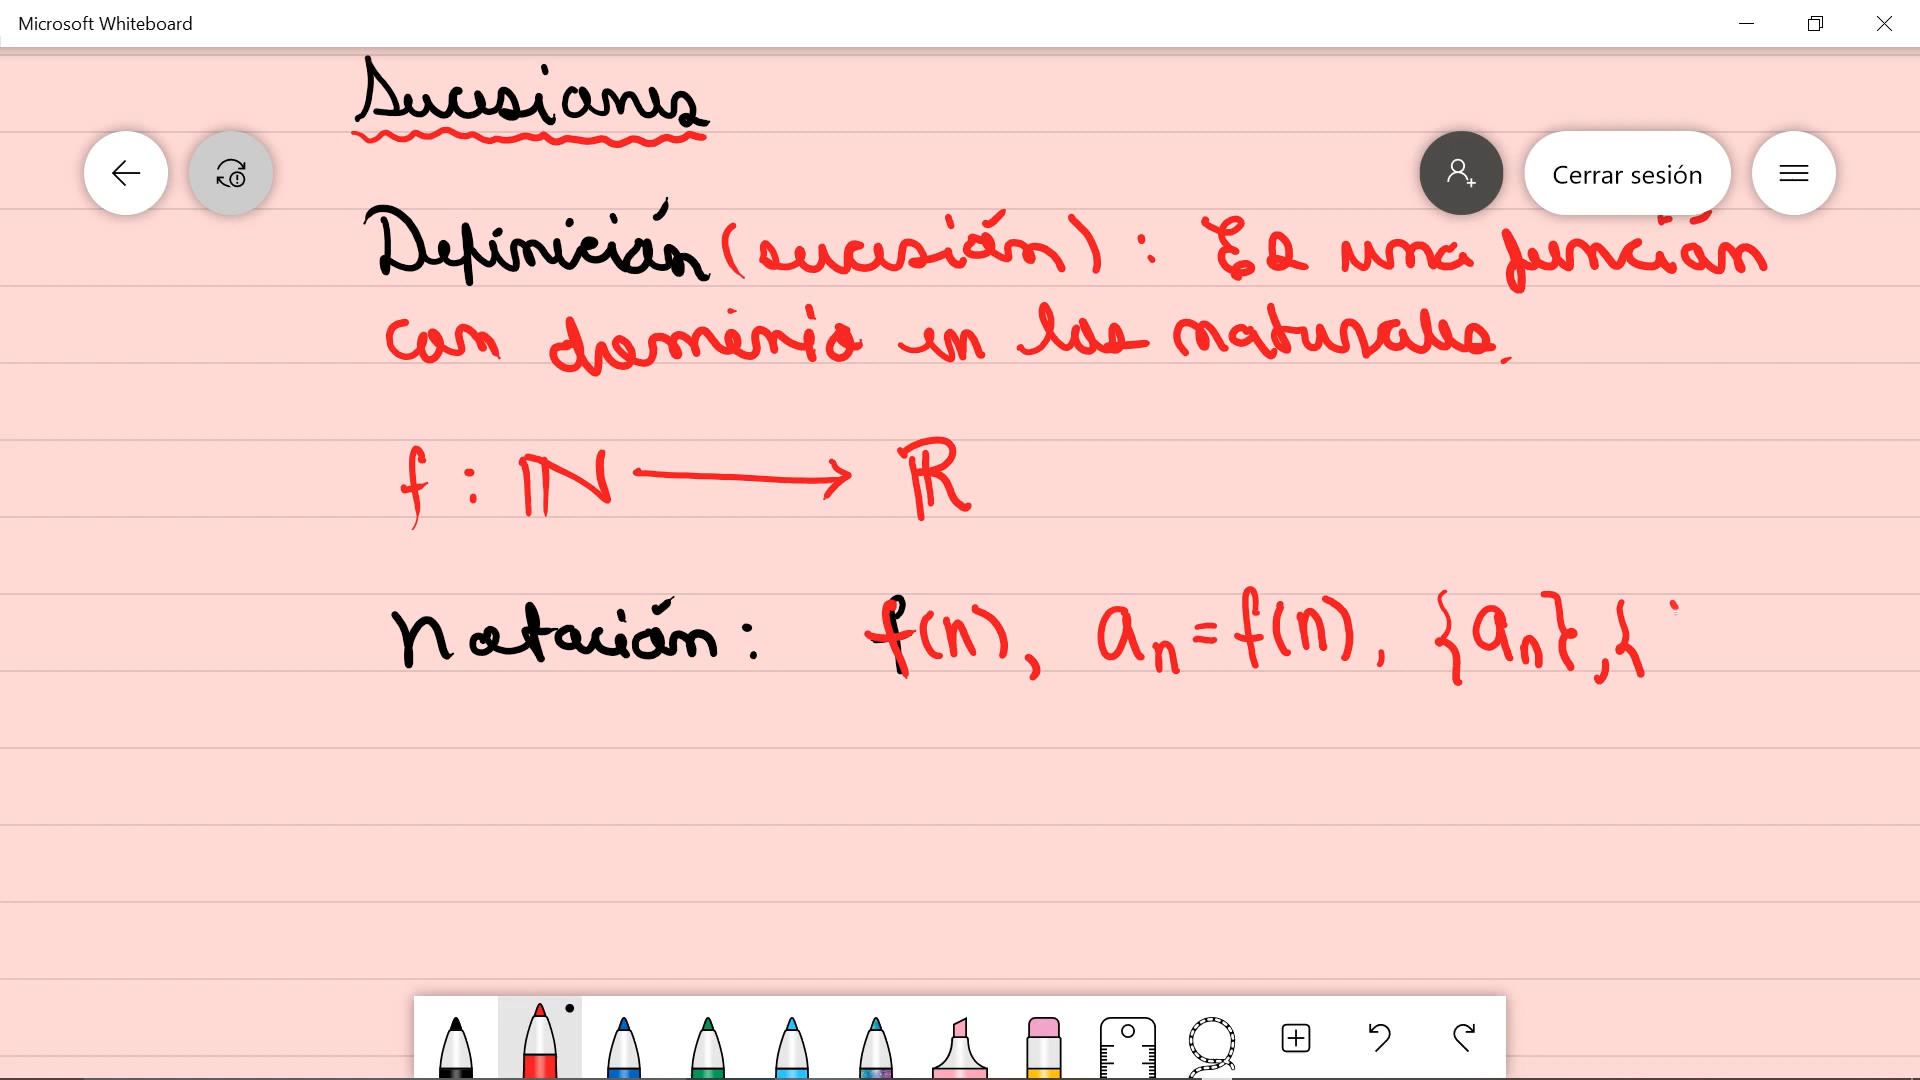 Microsoft Whiteboard
Sucesiones
Cerrar sesión
Definición (sucesión): Es una función
con dominio en los naturales.
f : ℕ ⟶ ℝ
Notación: f(n), aₙ = f(n), {aₙ}, {